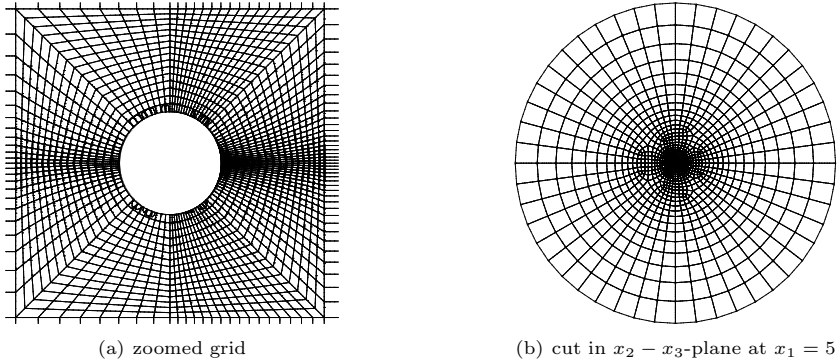 (a) zoomed grid
(b) cut in x₂ − x₃-plane at x₁ = 5